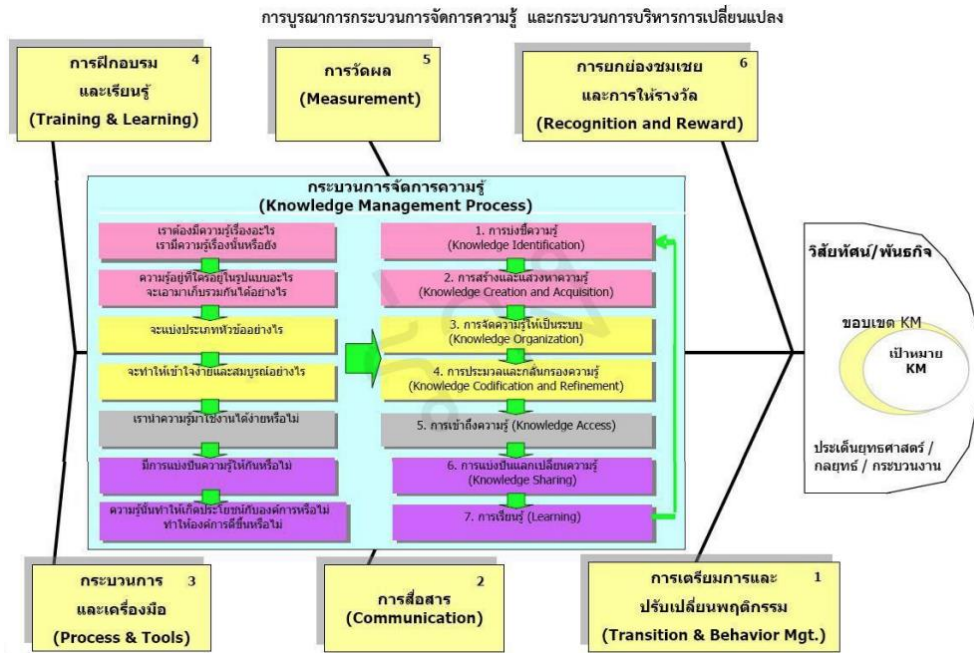 การบูรณาการกระบวนการจัดการความรู้ และกระบวนการบริหารการเปลี่ยนแปลง
การฝึกอบรม 4
และเรียนรู้
(Training & Learning)
การวัดผล 5
(Measurement)
การยกย่องชมเชย 6
และการให้รางวัล
(Recognition and Reward)
กระบวนการจัดการความรู้
(Knowledge Management Process)
เราต้องมีความรู้เรื่องอะไร
เรามีความรู้เรื่องนั้นหรือยัง
ความรู้อยู่ที่ใครอยู่ในรูปแบบอะไร
จะเอามาเก็บรวมกันได้อย่างไร
จะแบ่งประเภทหัวข้ออย่างไร
จะทำให้เข้าใจง่ายและสมบูรณ์อย่างไร
เรานำความรู้มาใช้งานได้ง่ายหรือไม่
มีการแบ่งปันความรู้ให้กันหรือไม่
ความรู้นั้นทำให้เกิดประโยชน์กับองค์การหรือไม่
ทำให้องค์การดีขึ้นหรือไม่
1. การบ่งชี้ความรู้
(Knowledge Identification)
2. การสร้างและแสวงหาความรู้
(Knowledge Creation and Acquisition)
3. การจัดความรู้ให้เป็นระบบ
(Knowledge Organization)
4. การประมวลและกลั่นกรองความรู้
(Knowledge Codification and Refinement)
5. การเข้าถึงความรู้ (Knowledge Access)
6. การแบ่งปันแลกเปลี่ยนความรู้
(Knowledge Sharing)
7. การเรียนรู้ (Learning)
วิสัยทัศน์/พันธกิจ
ขอบเขต KM
เป้าหมาย
KM
ประเด็นยุทธศาสตร์ /
กลยุทธ์ / กระบวนงาน
กระบวนการ 3
และเครื่องมือ
(Process & Tools)
การสื่อสาร 2
(Communication)
การเตรียมการและ 1
ปรับเปลี่ยนพฤติกรรม
(Transition & Behavior Mgt.)